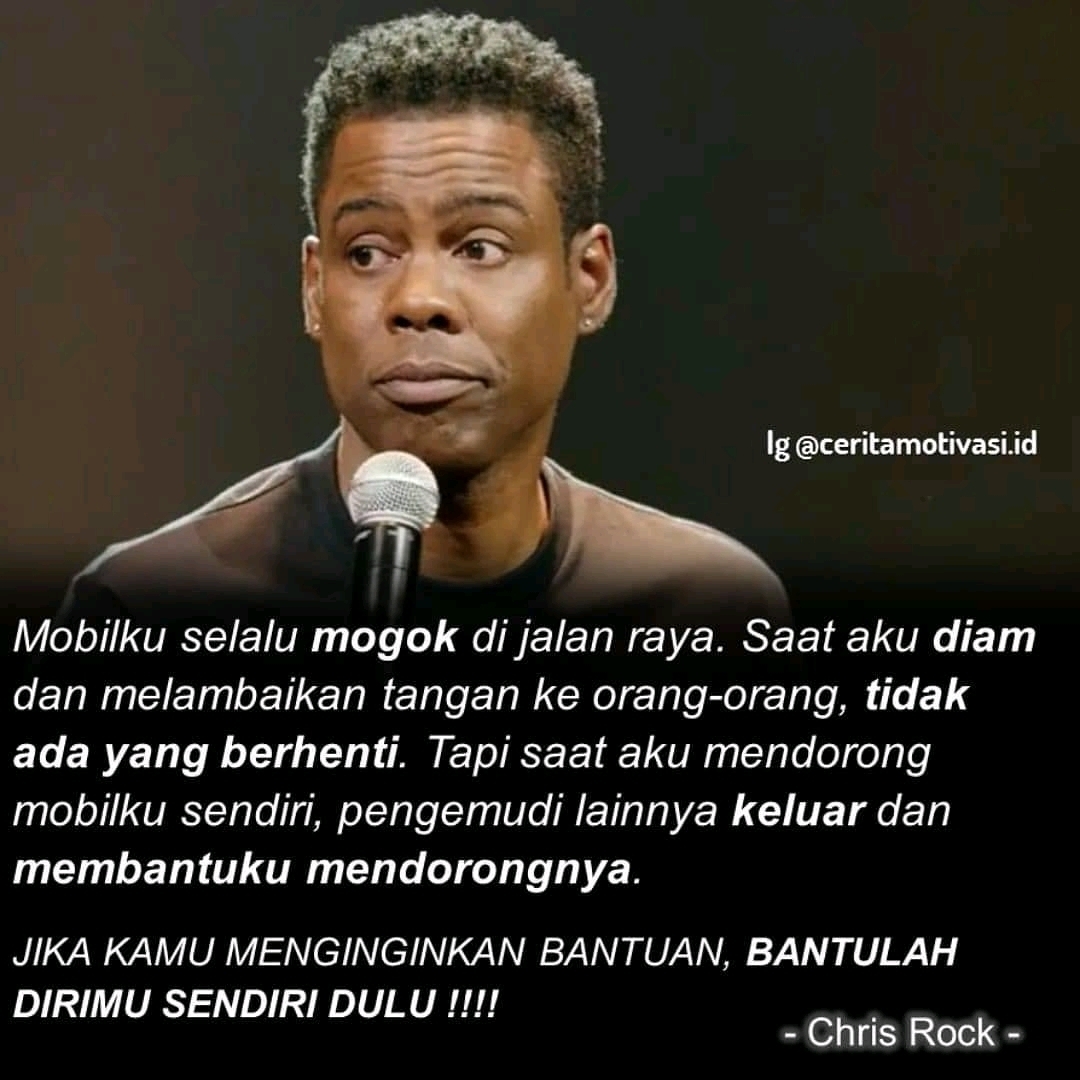 Ig @ceritamotivasi.id
Mobilku selalu mogok di jalan raya. Saat aku diam
dan melambaikan tangan ke orang-orang, tidak
ada yang berhenti. Tapi saat aku mendorong
mobilku sendiri, pengemudi lainnya keluar dan
membantuku mendorongnya.
JIKA KAMU MENGINGINKAN BANTUAN, BANTULAH
DIRIMU SENDIRI DULU !!!!
- Chris Rock -